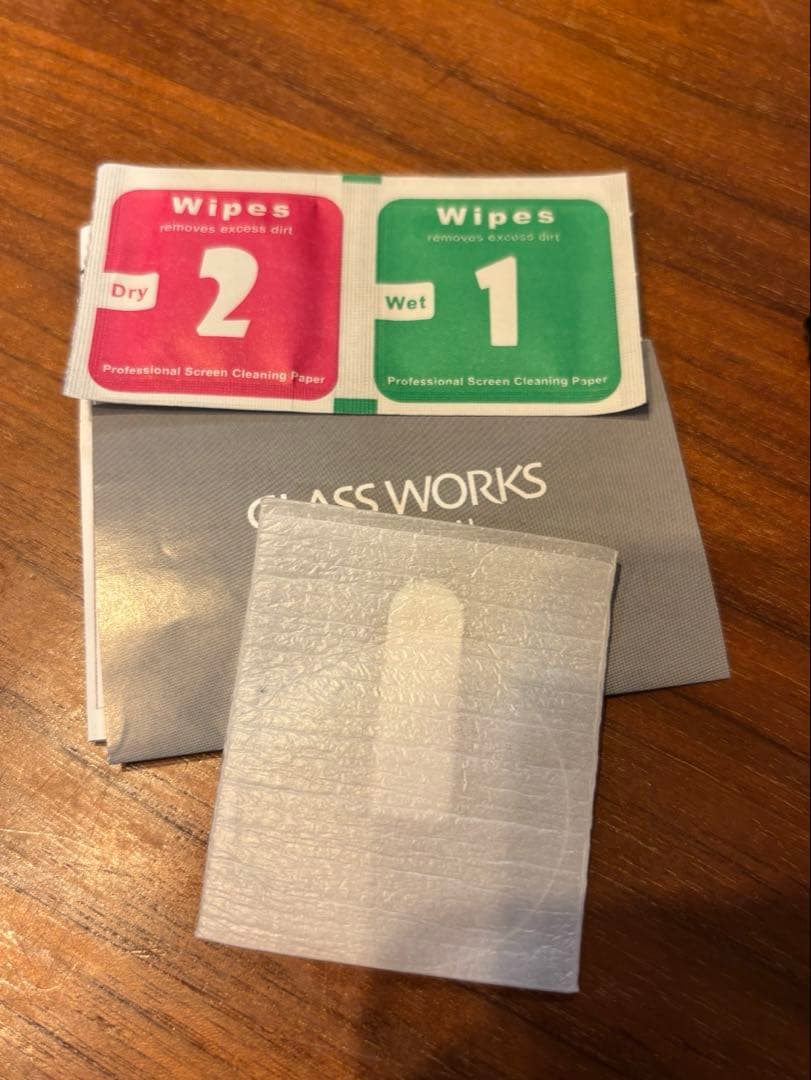 Wipes
removes excess dirt
Dry
2
Professional Screen Cleaning Paper
Wipes
removes excess dirt
Wet
1
Professional Screen Cleaning Paper
GLASS WORKS